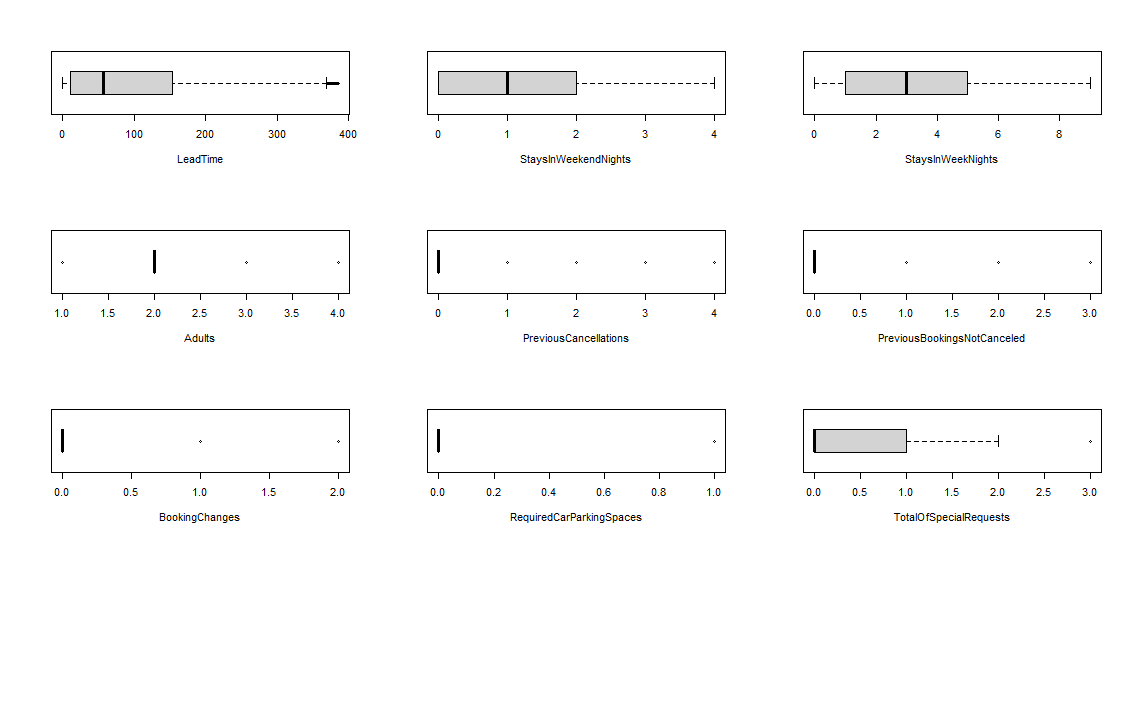 0 100 200 300 400
LeadTime
0 1 2 3 4
StaysInWeekendNights
0 2 4 6 8
StaysInWeekNights
1.0 1.5 2.0 2.5 3.0 3.5 4.0
Adults
0 1 2 3 4
PreviousCancellations
0.0 0.5 1.0 1.5 2.0 2.5 3.0
PreviousBookingsNotCanceled
0.0 0.5 1.0 1.5 2.0
BookingChanges
0.0 0.2 0.4 0.6 0.8 1.0
RequiredCarParkingSpaces
0.0 0.5 1.0 1.5 2.0 2.5 3.0
TotalOfSpecialRequests